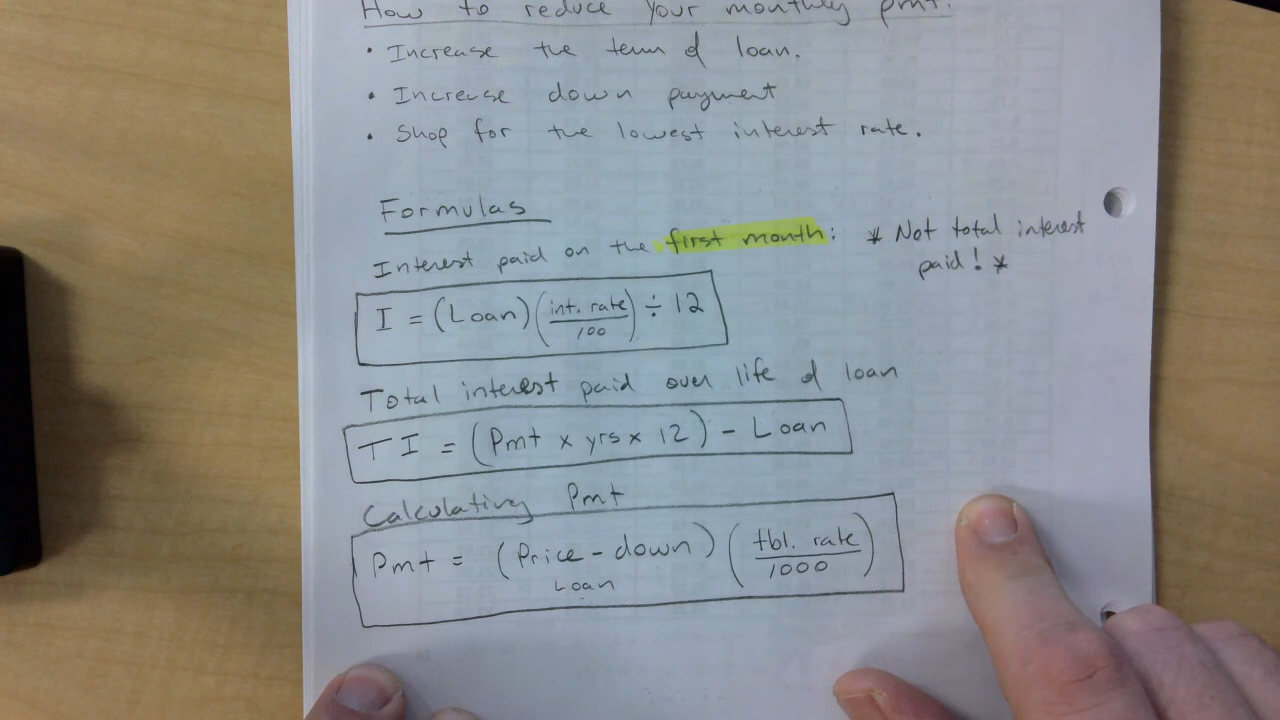 How to reduce your monthly pmt.
• Increase the term of loan.
• Increase down payment
• Shop for the lowest interest rate.
Formulas
Interest paid on the first month: * Not total interest paid! *
I = (Loan) (int. rate / 100) ÷ 12
Total interest paid over life of loan
TI = (Pmt x yrs x 12) - Loan
Calculating Pmt
Pmt = (Price - down) (tbl. rate / 1000)
Loan